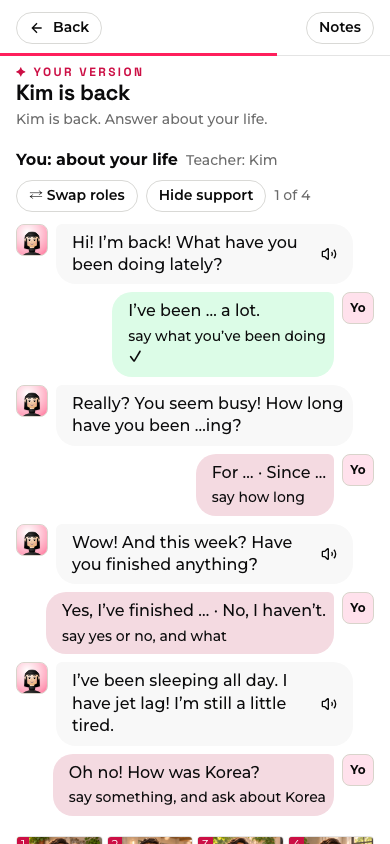 ← Back
Notes
✦ YOUR VERSION
Kim is back
Kim is back. Answer about your life.
You: about your life Teacher: Kim
⇄ Swap roles
Hide support
1 of 4
Hi! I’m back! What have you
been doing lately?
I’ve been ... a lot.
say what you’ve been doing
✓
Yo
Really? You seem busy! How long
have you been ...ing?
For ... · Since ...
say how long
Yo
Wow! And this week? Have
you finished anything?
Yes, I’ve finished ... · No, I haven’t.
say yes or no, and what
Yo
I’ve been sleeping all day. I
have jet lag! I’m still a little
tired.
Oh no! How was Korea?
say something, and ask about Korea
Yo
1
2
3
4